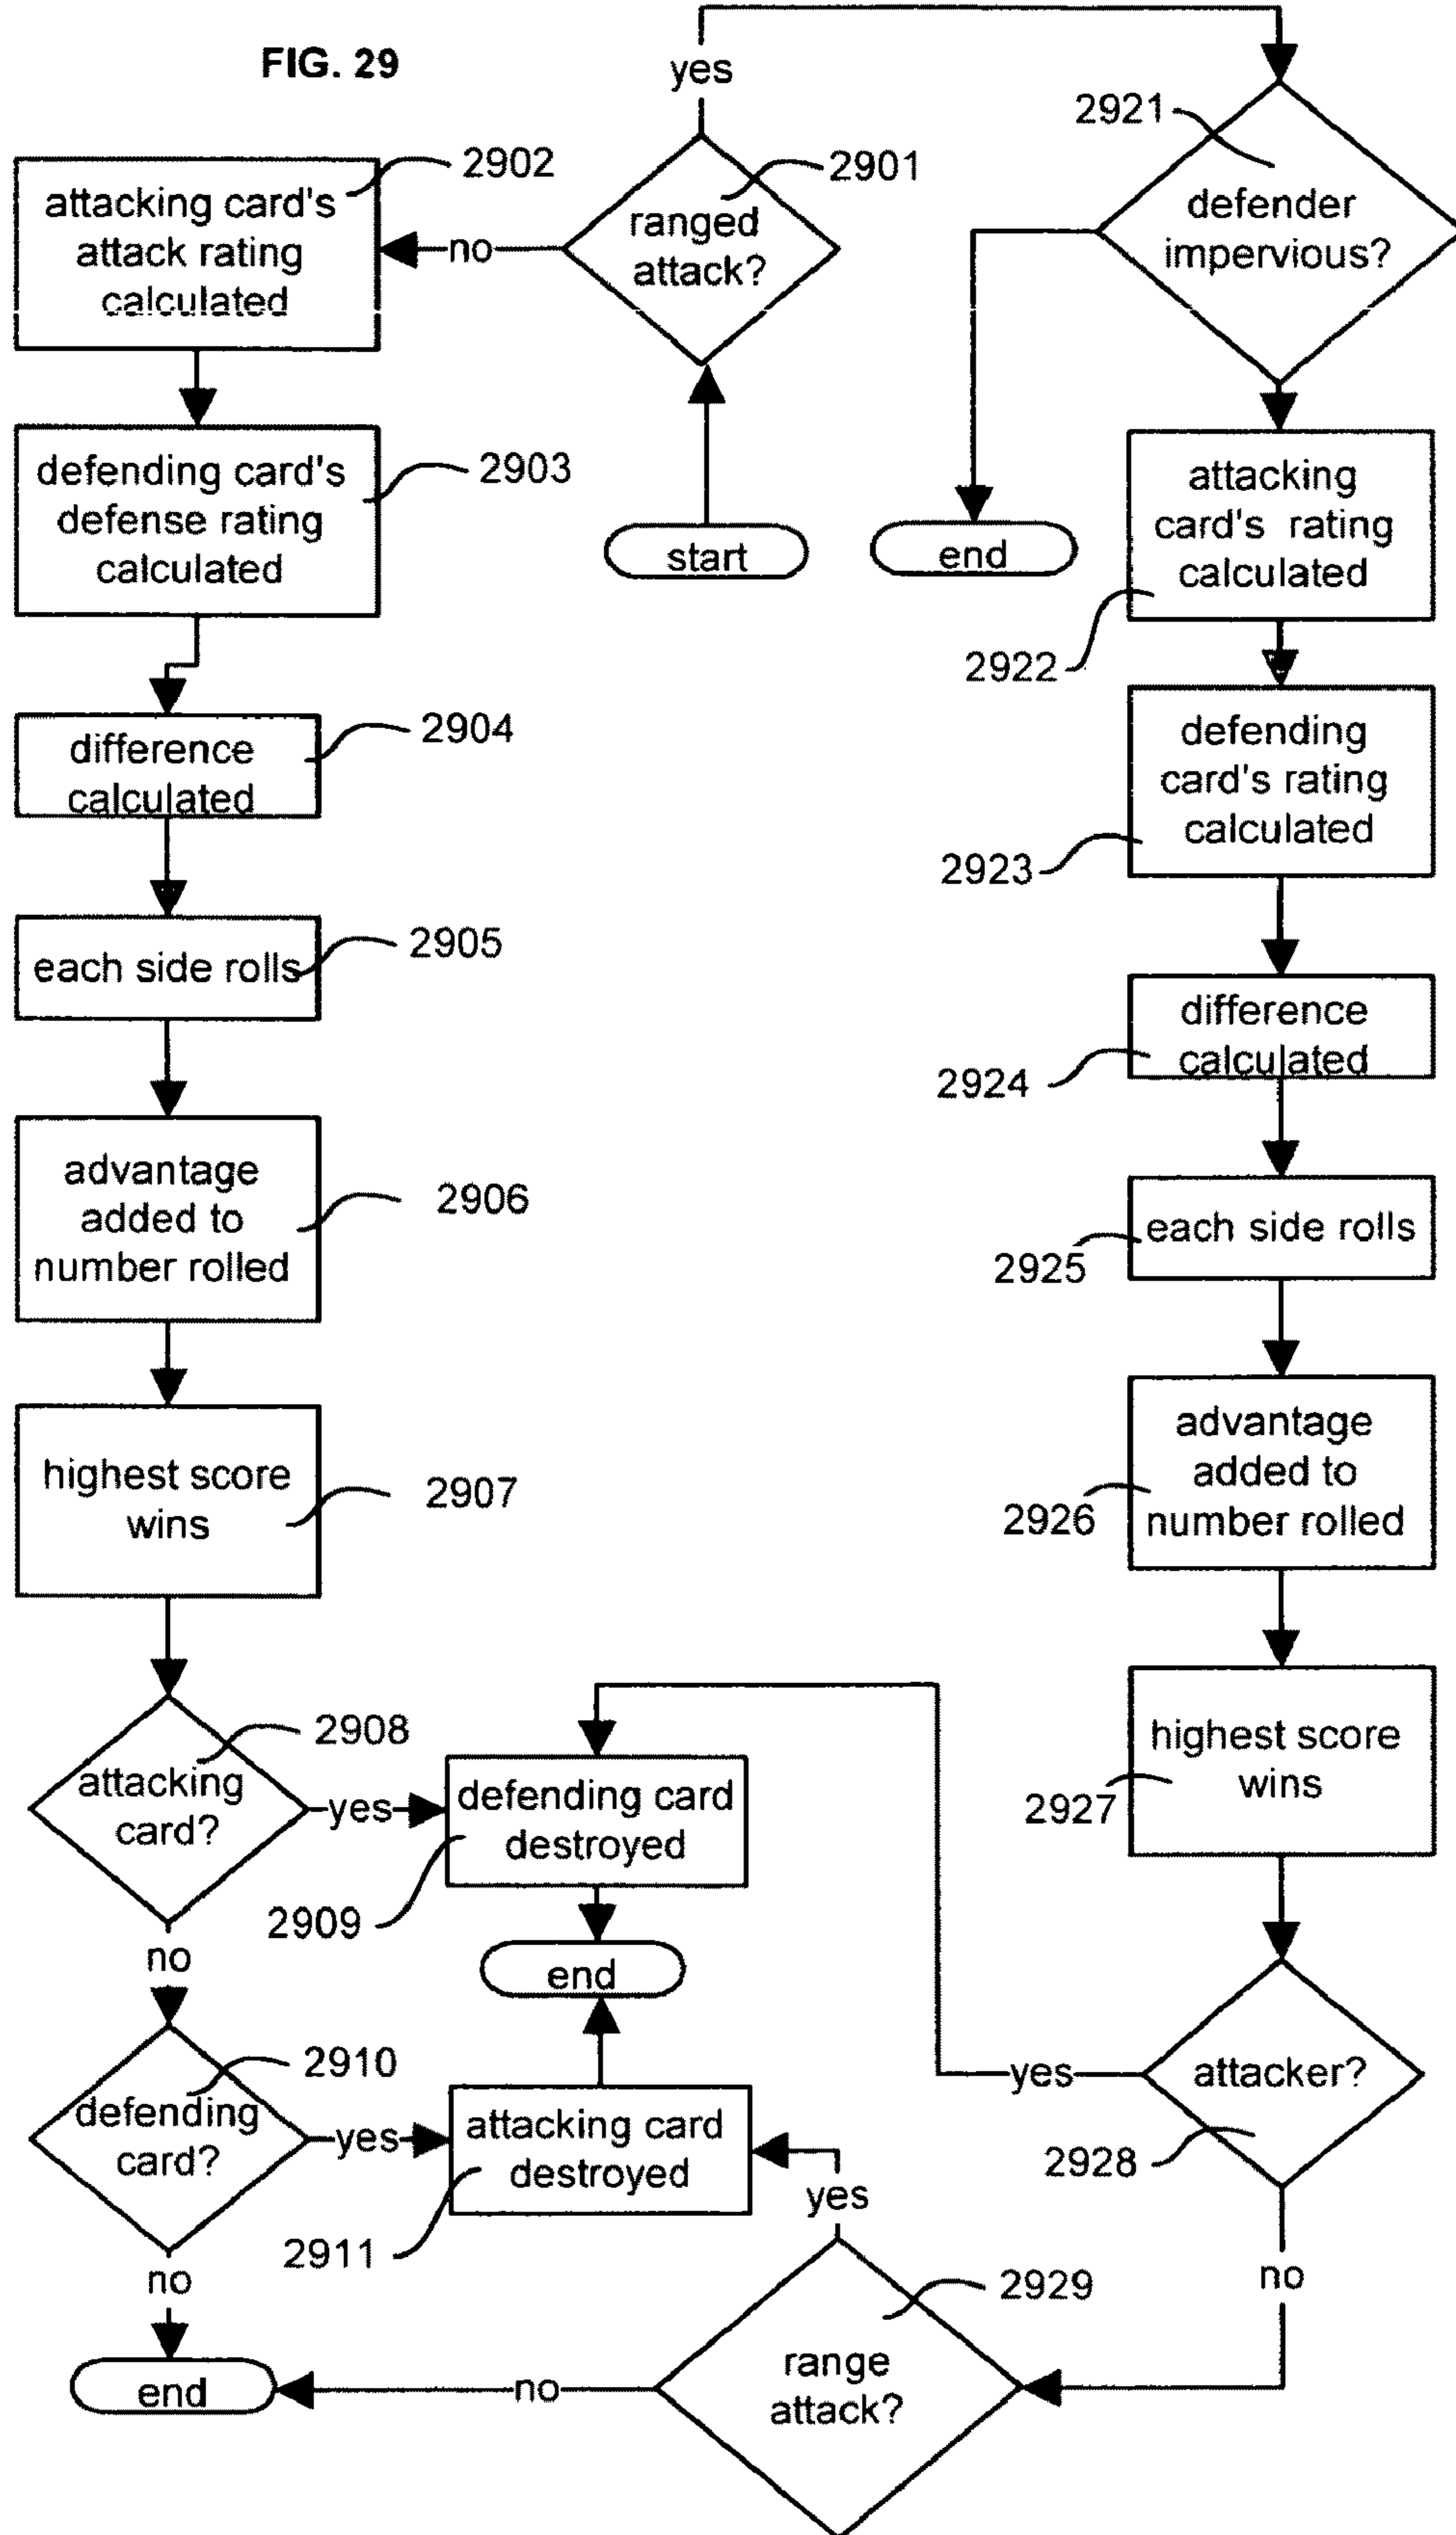 FIG. 29
yes
2921
2902
2901
attacking card's
attack rating
calculated
no
ranged
attack?
defender
impervious?
2903
defending card's
defense rating
calculated
start
end
attacking
card's rating
calculated
2922
2904
difference
calculated
defending
card's rating
calculated
2923
2905
each side rolls
difference
calculated
2924
advantage
added to
number rolled
2906
each side rolls
2925
highest score
wins
2907
advantage
added to
number rolled
2926
2908
attacking
card?
yes
defending card
destroyed
2909
highest score
wins
2927
no
end
2910
defending
card?
yes
attacking card
destroyed
2911
yes
attacker?
2928
yes
no
no
2929
range
attack?
no
end